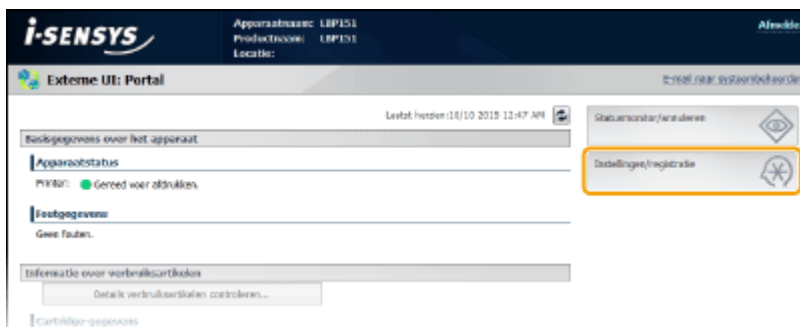 i-SENSYS
Apparaatnaam: LBP151
Productnaam: LBP151
Locatie:
Afmelde
Externe UI: Portal
E-mail naar systeembeheerder
Laatst herzien:10/10 2015 12:47 AM
Basisgegevens over het apparaat
Apparaatstatus
Printer: Gereed voor afdrukken.
Foutgegevens
Geen fouten.
Informatie over verbruiksartikelen
Details verbruiksartikelen controleren...
Cartridge-gegevens
Statusmonitor/annuleren
Instellingen/registratie